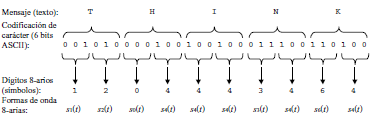 Mensaje (texto): T H I N K
Codificación de
carácter (6 bits
ASCII): 0 0 1 0 1 0 0 0 0 1 0 0 1 0 0 1 0 0 0 1 1 1 0 0 1 1 0 1 0 0
Dígitos 8-arios
(símbolos): 1 2 0 4 4 4 3 4 6 4
Formas de onda
8-arias: s₁(t) s₂(t) s₀(t) s₄(t) s₄(t) s₄(t) s₃(t) s₄(t) s₆(t) s₄(t)